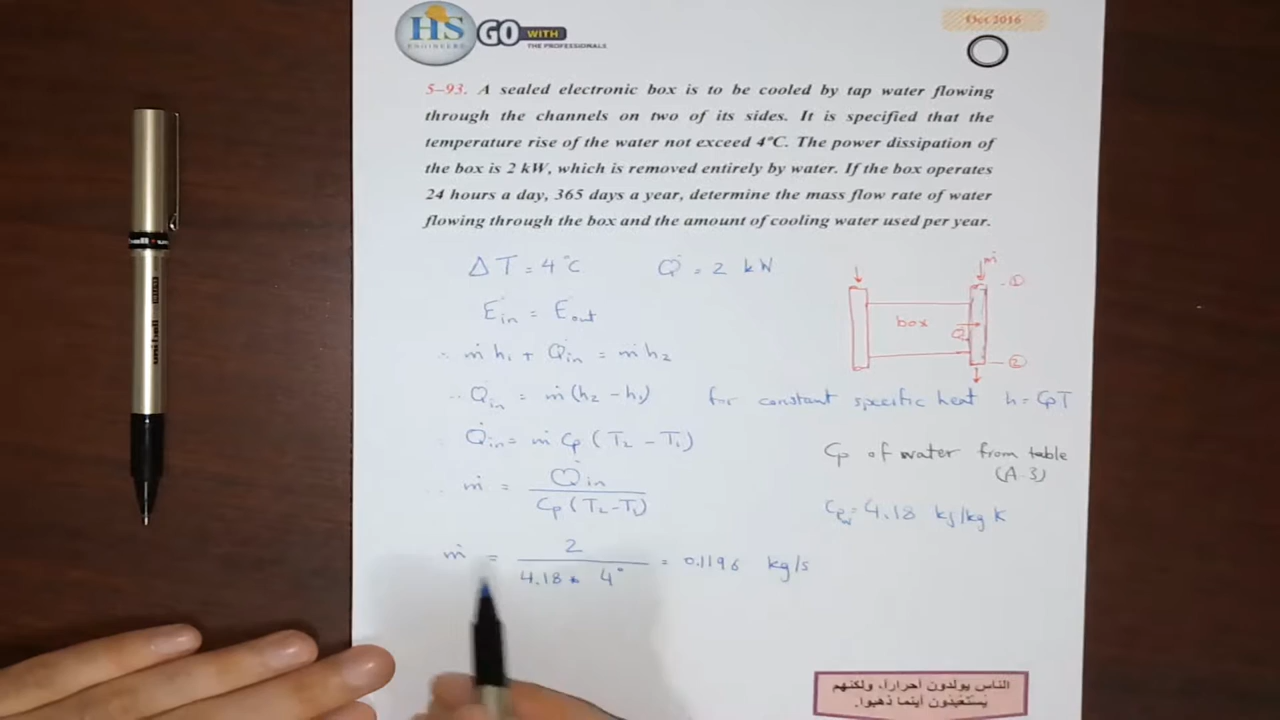 HS
ENGINEERS
GO WITH
THE PROFESSIONALS
Oct 2016
5–93. A sealed electronic box is to be cooled by tap water flowing
through the channels on two of its sides. It is specified that the
temperature rise of the water not exceed 4°C. The power dissipation of
the box is 2 kW, which is removed entirely by water. If the box operates
24 hours a day, 365 days a year, determine the mass flow rate of water
flowing through the box and the amount of cooling water used per year.
ΔT = 4°C Q̇ = 2 kW
Ėin = Ėout
∴ ṁ h1 + Q̇in = ṁ h2
∴ Q̇in = ṁ (h2 - h1) for constant specific heat h = CpT
∴ Q̇in = ṁ Cp (T2 - T1)
∴ ṁ = Q̇in / Cp (T2 - T1)
ṁ = 2 / 4.18 * 4° = 0.1196 kg/s
ṁ
1
box
Q̇
2
Cp of water from table
(A-3)
Cpw = 4.18 kJ/kg K
الناس يولدون أحراراً، ولكنهم
يُستَعبَدون أينما ذهبوا.